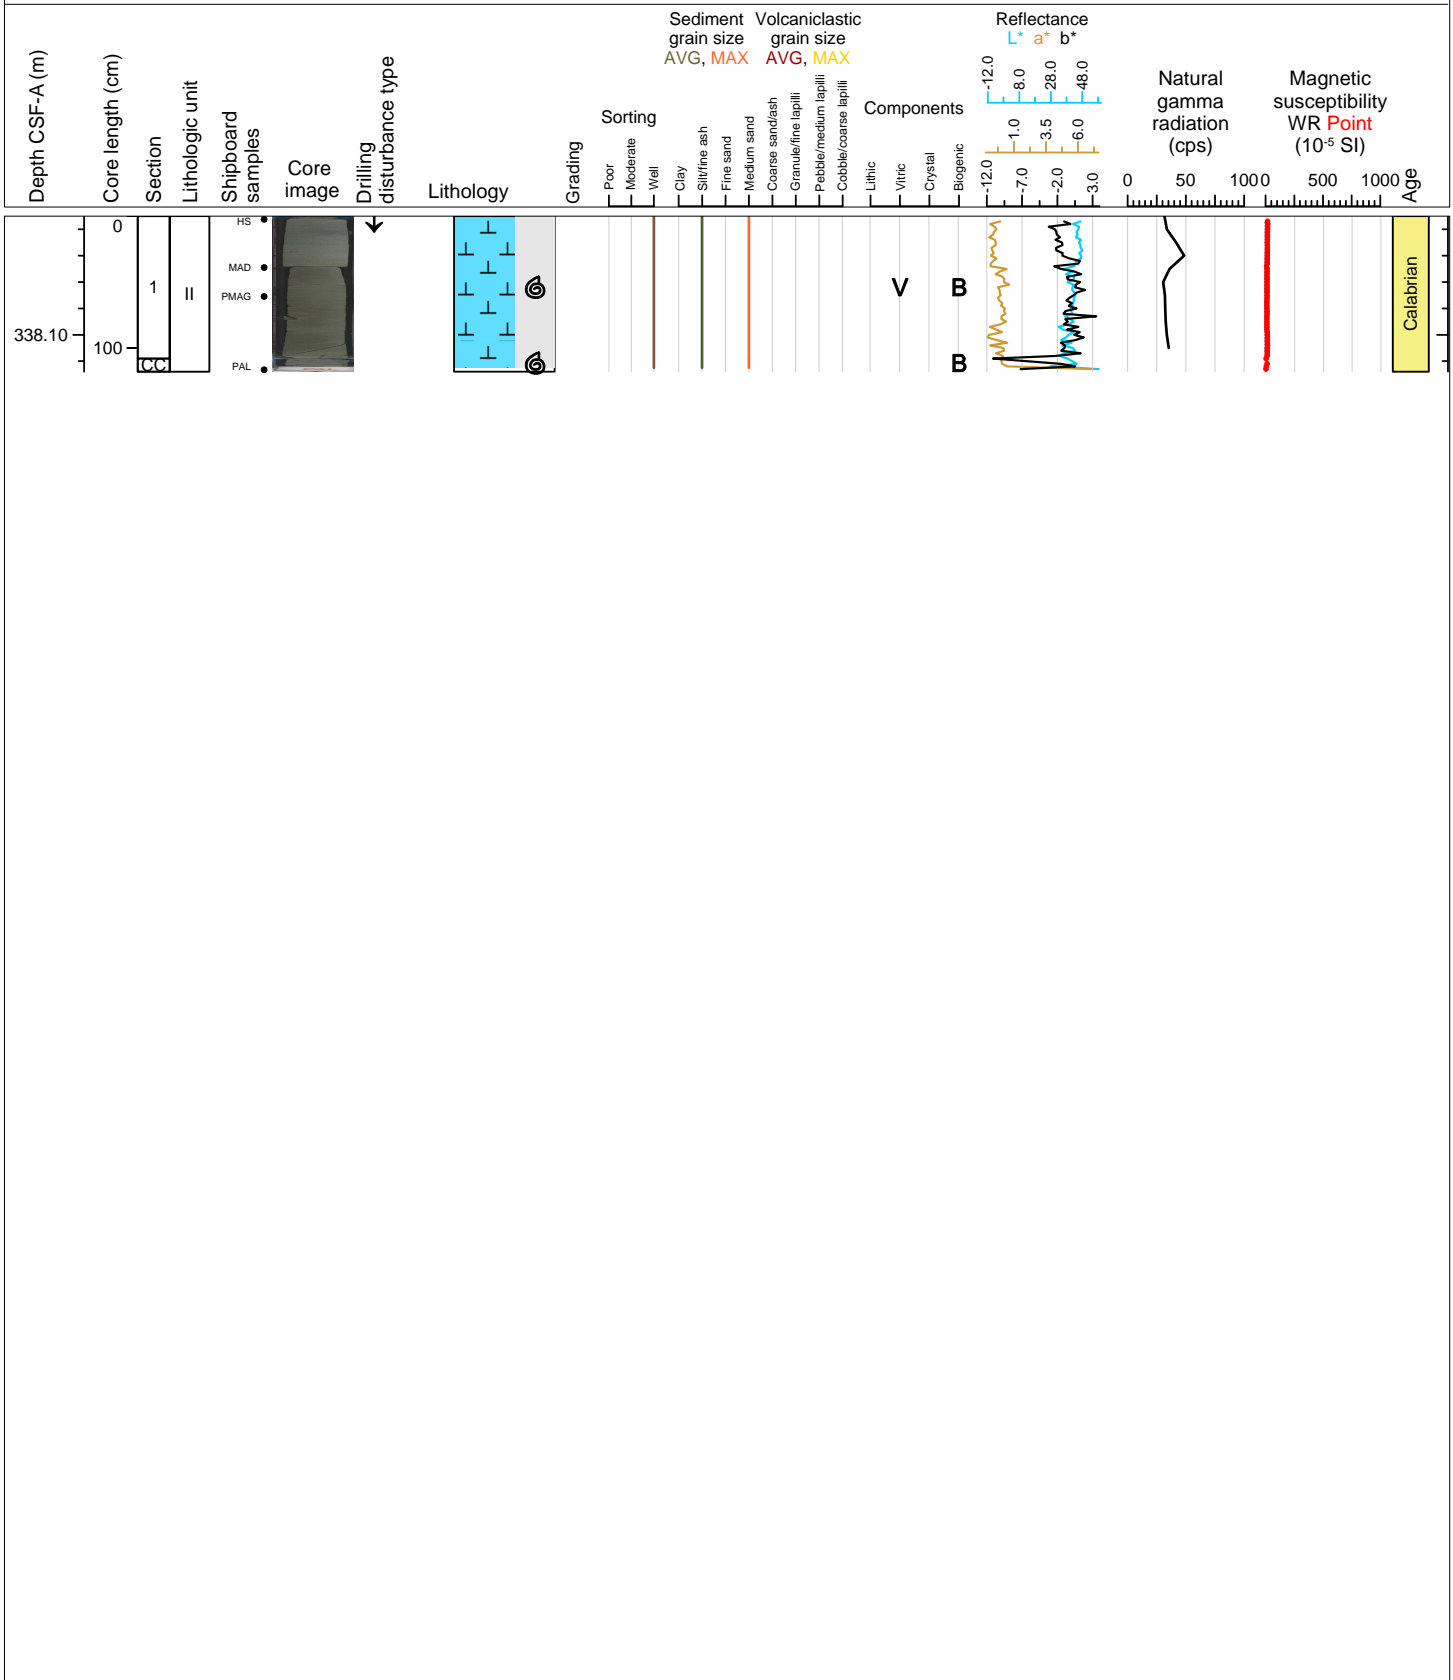 Depth CSF-A (m)
Core length (cm)
Section
Lithologic unit
Shipboard
samples
Core
image
Drilling
disturbance type
Lithology
Grading
Sorting
Poor
Moderate
Well
Sediment
grain size
AVG, MAX
Volcaniclastic
grain size
AVG, MAX
Clay
Silt/fine ash
Fine sand
Medium sand
Coarse sand/ash
Granule/fine lapilli
Pebble/medium lapilli
Cobble/coarse lapilli
Components
Lithic
Vitric
Crystal
Biogenic
Reflectance
L* a* b*
-12.0 8.0 28.0 48.0
1.0 3.5 6.0
-12.0 -7.0 -2.0 3.0
Natural
gamma
radiation
(cps)
0 50 100
Magnetic
susceptibility
WR Point
(10-5 SI)
0 500 1000
Age
0
HS
MAD
1
II
PMAG
V B
338.10
100
CC
PAL
B
Calabrian